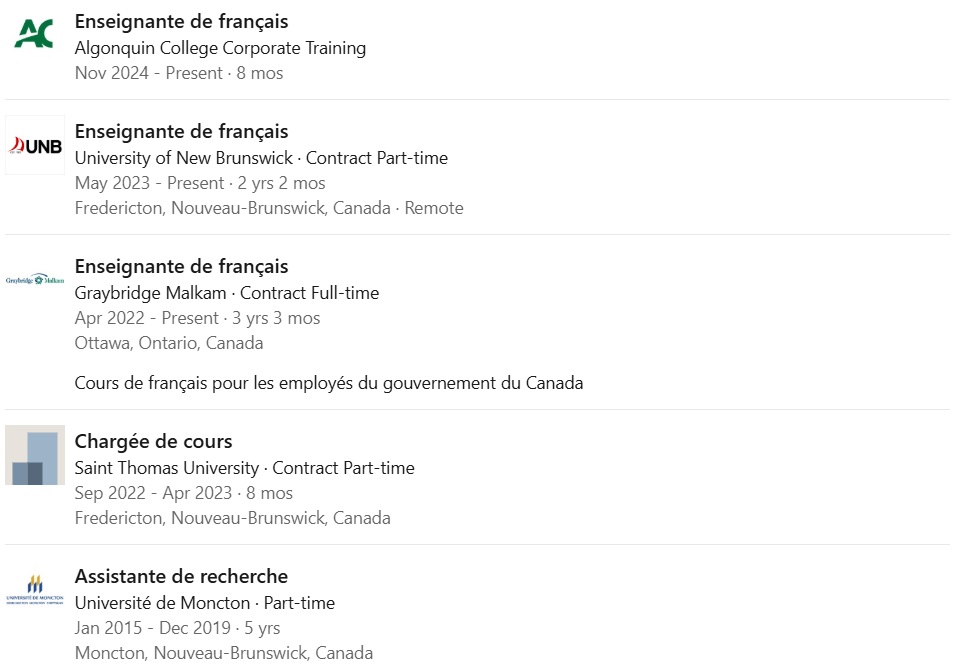 AC
Enseignante de français
Algonquin College Corporate Training
Nov 2024 - Present · 8 mos
UNB
Enseignante de français
University of New Brunswick · Contract Part-time
May 2023 - Present · 2 yrs 2 mos
Fredericton, Nouveau-Brunswick, Canada · Remote
Graybridge Malkam
Enseignante de français
Graybridge Malkam · Contract Full-time
Apr 2022 - Present · 3 yrs 3 mos
Ottawa, Ontario, Canada
Cours de français pour les employés du gouvernement du Canada
Chargée de cours
Saint Thomas University · Contract Part-time
Sep 2022 - Apr 2023 · 8 mos
Fredericton, Nouveau-Brunswick, Canada
UNIVERSITÉ DE MONCTON
Assistante de recherche
Université de Moncton · Part-time
Jan 2015 - Dec 2019 · 5 yrs
Moncton, Nouveau-Brunswick, Canada